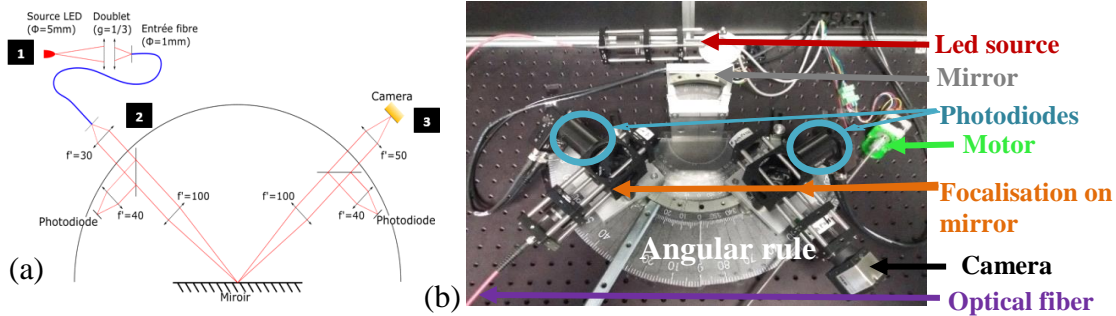 Source LED
(Φ=5mm)
Doublet
(g=1/3)
Entrée fibre
(Φ=1mm)
1
2
Camera
3
f'=30
f'=50
f'=100
f'=100
f'=40
f'=40
Photodiode
Photodiode
Miroir
(a)
Led source
Mirror
Photodiodes
Motor
Focalisation on
mirror
Angular rule
Camera
Optical fiber
(b)